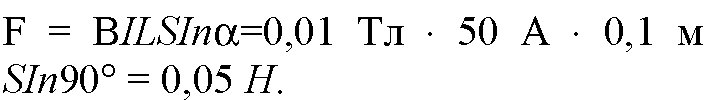 F = BILSInα=0,01 Тл · 50 А · 0,1 м
SIn90° = 0,05 Н.